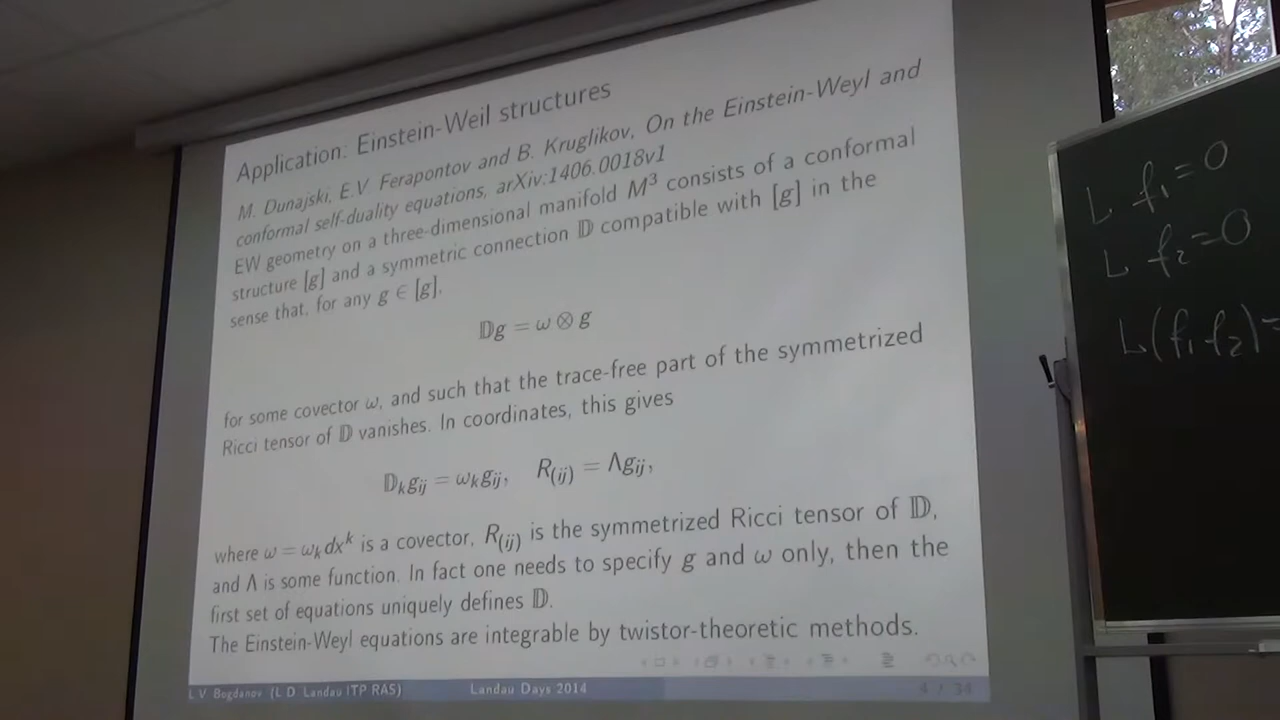 Application: Einstein-Weil structures
M. Dunajski, E.V. Ferapontov and B. Kruglikov, On the Einstein-Weyl and
conformal self-duality equations, arXiv:1406.0018v1
EW geometry on a three-dimensional manifold M³ consists of a conformal
structure [g] and a symmetric connection 𝔻 compatible with [g] in the
sense that, for any g ∈ [g],
𝔻g = ω ⊗ g
for some covector ω, and such that the trace-free part of the symmetrized
Ricci tensor of 𝔻 vanishes. In coordinates, this gives
𝔻ₖgᵢⱼ = ωₖgᵢⱼ, R₍ᵢⱼ₎ = Λgᵢⱼ,
where ω = ωₖdxᵏ is a covector, R₍ᵢⱼ₎ is the symmetrized Ricci tensor of 𝔻,
and Λ is some function. In fact one needs to specify g and ω only, then the
first set of equations uniquely defines 𝔻.
The Einstein-Weyl equations are integrable by twistor-theoretic methods.
L.V. Bogdanov (L.D. Landau ITP RAS) Landau Days 2014 4 / 34
L f₁ = 0
L f₂ = 0
L(f₁ f₂) =